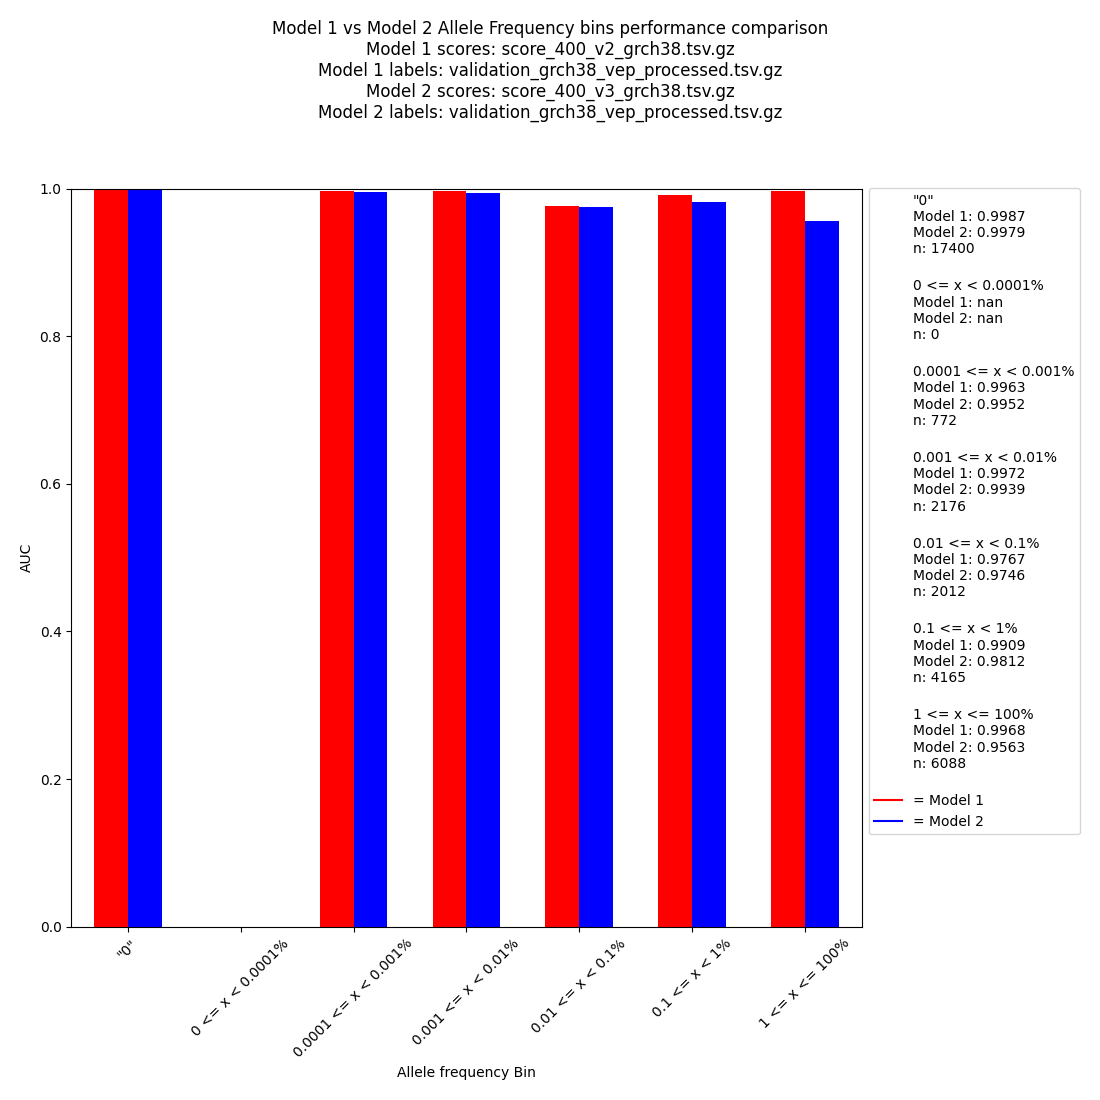 Model 1 vs Model 2 Allele Frequency bins performance comparison
Model 1 scores: score_400_v2_grch38.tsv.gz
Model 1 labels: validation_grch38_vep_processed.tsv.gz
Model 2 scores: score_400_v3_grch38.tsv.gz
Model 2 labels: validation_grch38_vep_processed.tsv.gz
1.0
0.8
0.6
0.4
0.2
0.0
AUC
"0"
0 <= x < 0.0001%
0.0001 <= x < 0.001%
0.001 <= x < 0.01%
0.01 <= x < 0.1%
0.1 <= x < 1%
1 <= x <= 100%
Allele frequency Bin
"0"
Model 1: 0.9987
Model 2: 0.9979
n: 17400
0 <= x < 0.0001%
Model 1: nan
Model 2: nan
n: 0
0.0001 <= x < 0.001%
Model 1: 0.9963
Model 2: 0.9952
n: 772
0.001 <= x < 0.01%
Model 1: 0.9972
Model 2: 0.9939
n: 2176
0.01 <= x < 0.1%
Model 1: 0.9767
Model 2: 0.9746
n: 2012
0.1 <= x < 1%
Model 1: 0.9909
Model 2: 0.9812
n: 4165
1 <= x <= 100%
Model 1: 0.9968
Model 2: 0.9563
n: 6088
= Model 1
= Model 2